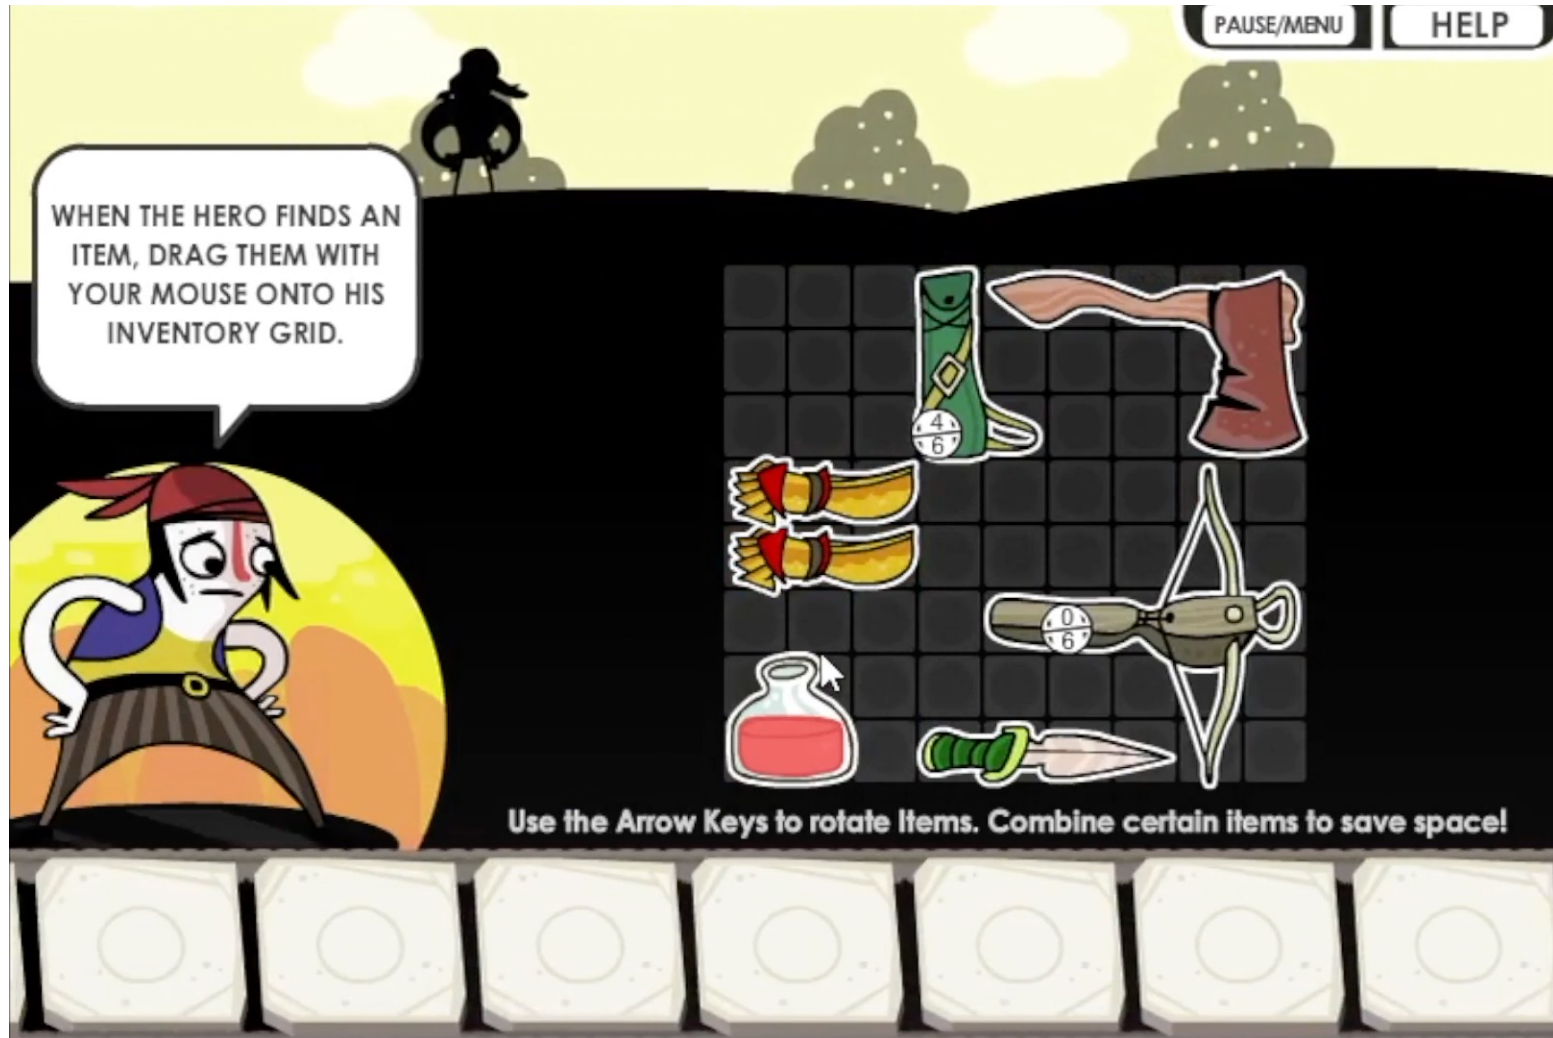 PAUSE/MENU
HELP
WHEN THE HERO FINDS AN
ITEM, DRAG THEM WITH
YOUR MOUSE ONTO HIS
INVENTORY GRID.
4
6
0
6
Use the Arrow Keys to rotate Items. Combine certain items to save space!